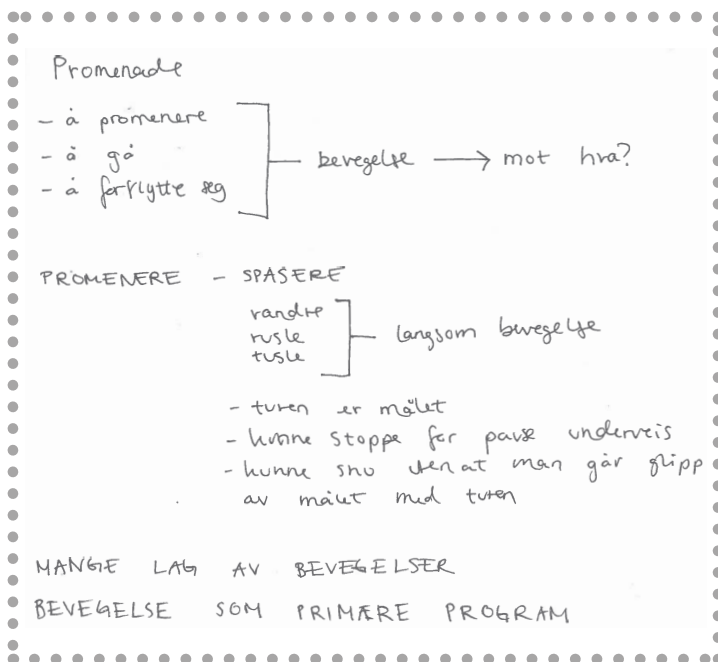 Promenade
- å promenere
- å gå
- å forflytte seg
bevegelse → mot hva?
PROMENERE - SPASERE
vandre
rusle
tusle
langsom bevegelse
- turen er målet
- kunne stoppe for pause underveis
- kunne snu uten at man går glipp
av målet med turen
MANGE LAG AV BEVEGELSER
BEVEGELSE SOM PRIMÆRE PROGRAM